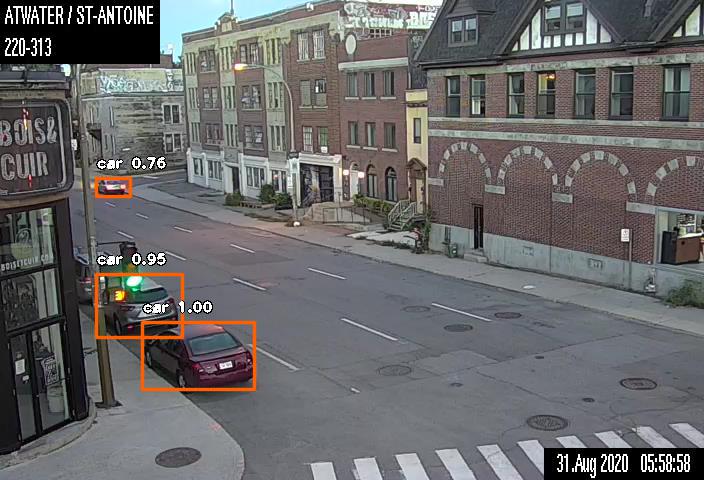 ATWATER / ST-ANTOINE
220-313
BOIS&
CUIR
car 0.76
car 0.95
car 1.00
31.Aug 2020 05:58:58